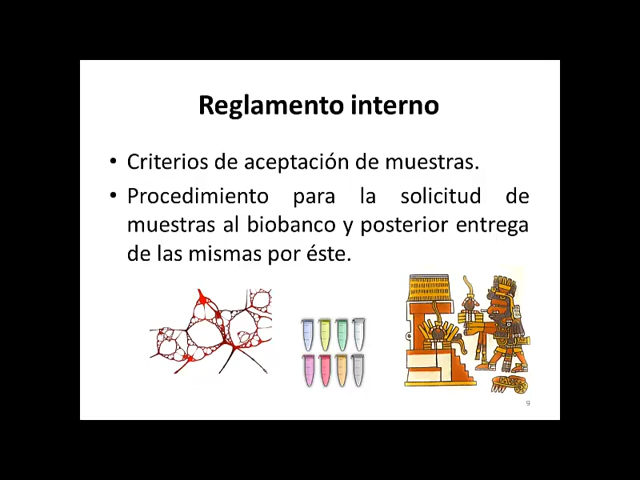 Reglamento interno
• Criterios de aceptación de muestras.
• Procedimiento para la solicitud de
muestras al biobanco y posterior entrega
de las mismas por éste.
9